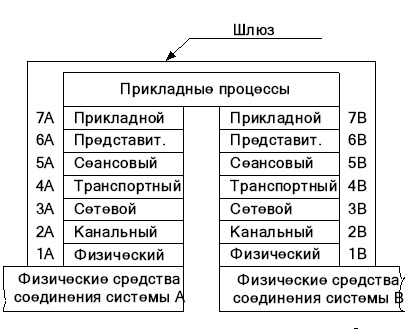 Шлюз
Прикладные процессы
7A Прикладной Прикладной 7B
6A Представит. Представит. 6B
5A Сеансовый Сеансовый 5B
4A Транспортный Транспортный 4B
3A Сетевой Сетевой 3B
2A Канальный Канальный 2B
1A Физический Физический 1B
Физические средства Физические средства
соединения системы A соединения системы B